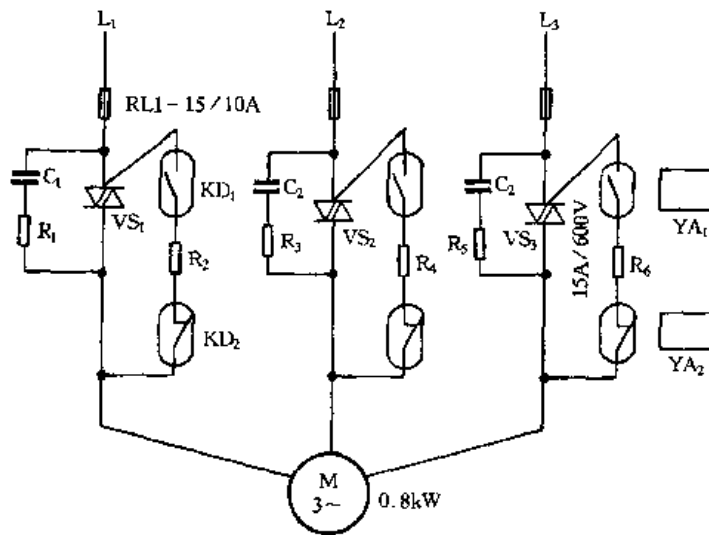 L₁
L₂
L₃
RL1-15/10A
C₁
R₁
VS₁
KD₁
R₂
KD₂
C₂
R₃
VS₂
R₄
C₂
R₅
VS₃
15A/600V
R₆
YA₁
YA₂
M
3~
0.8kW